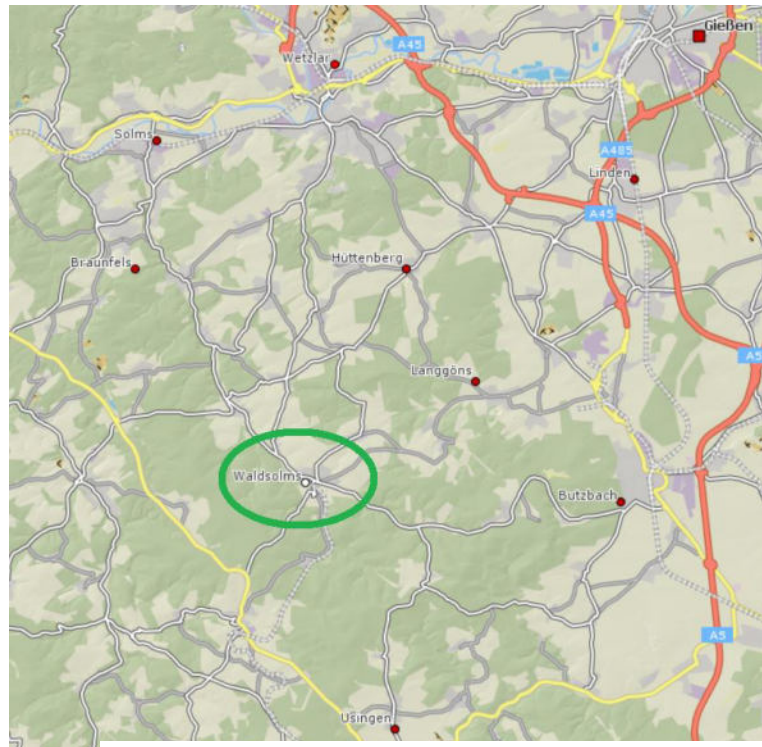 Gießen
A45
Wetzlar
Solms
A485
Linden
A45
Braunfels
Hüttenberg
A5
Langgöns
Waldsolms
Butzbach
A5
Usingen